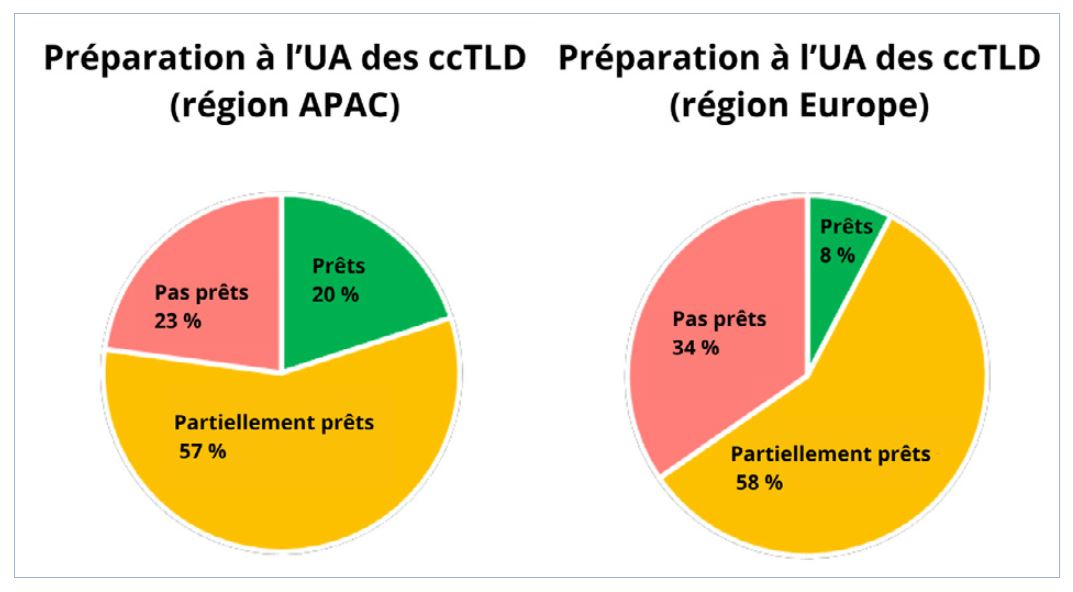 Préparation à l’UA des ccTLD
(région APAC)
Prêts
20 %
Pas prêts
23 %
Partiellement prêts
57 %
Préparation à l’UA des ccTLD
(région Europe)
Prêts
8 %
Pas prêts
34 %
Partiellement prêts
58 %